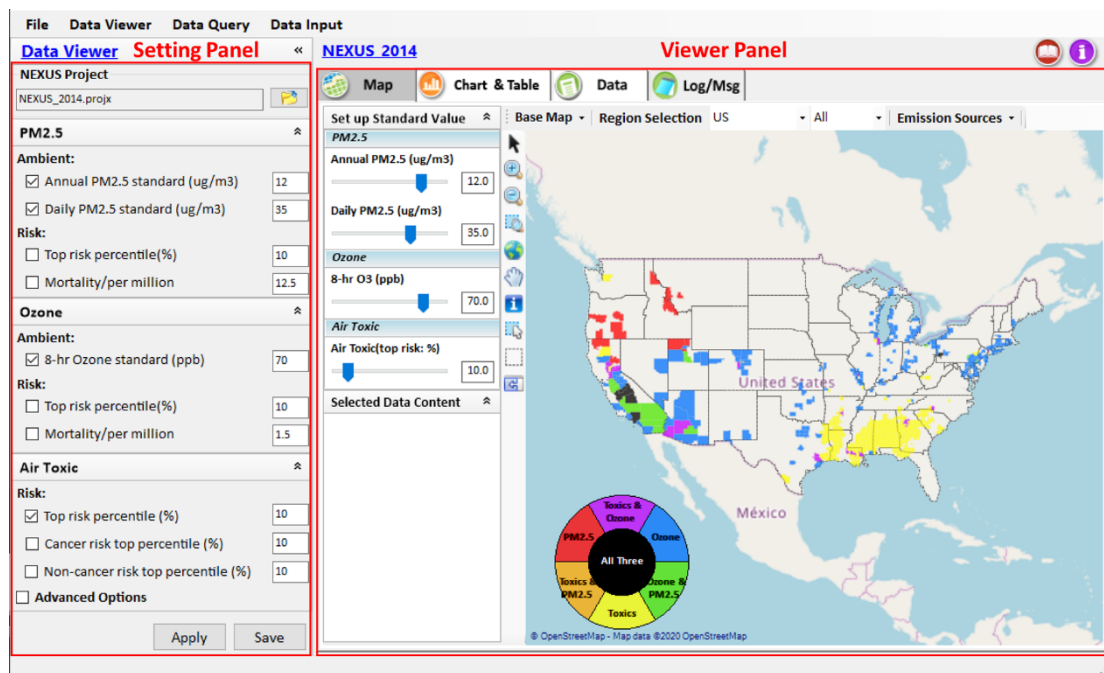 File Data Viewer Data Query Data Input
Data Viewer Setting Panel «
NEXUS 2014 Viewer Panel
NEXUS Project
NEXUS_2014.projx
PM2.5
Ambient:
Annual PM2.5 standard (ug/m3) 12
Daily PM2.5 standard (ug/m3) 35
Risk:
Top risk percentile(%) 10
Mortality/per million 12.5
Ozone
Ambient:
8-hr Ozone standard (ppb) 70
Risk:
Top risk percentile(%) 10
Mortality/per million 1.5
Air Toxic
Risk:
Top risk percentile (%) 10
Cancer risk top percentile (%) 10
Non-cancer risk top percentile (%) 10
Advanced Options
Apply Save
Map Chart & Table Data Log/Msg
Set up Standard Value
PM2.5
Annual PM2.5 (ug/m3)
12.0
Daily PM2.5 (ug/m3)
35.0
Ozone
8-hr O3 (ppb)
70.0
Air Toxic
Air Toxic(top risk: %)
10.0
Selected Data Content
Base Map Region Selection US All Emission Sources
United States
México
Toxics &
Ozone
PM2.5
Ozone
All Three
Toxics &
PM2.5
Ozone &
PM2.5
Toxics
© OpenStreetMap - Map data ©2020 OpenStreetMap